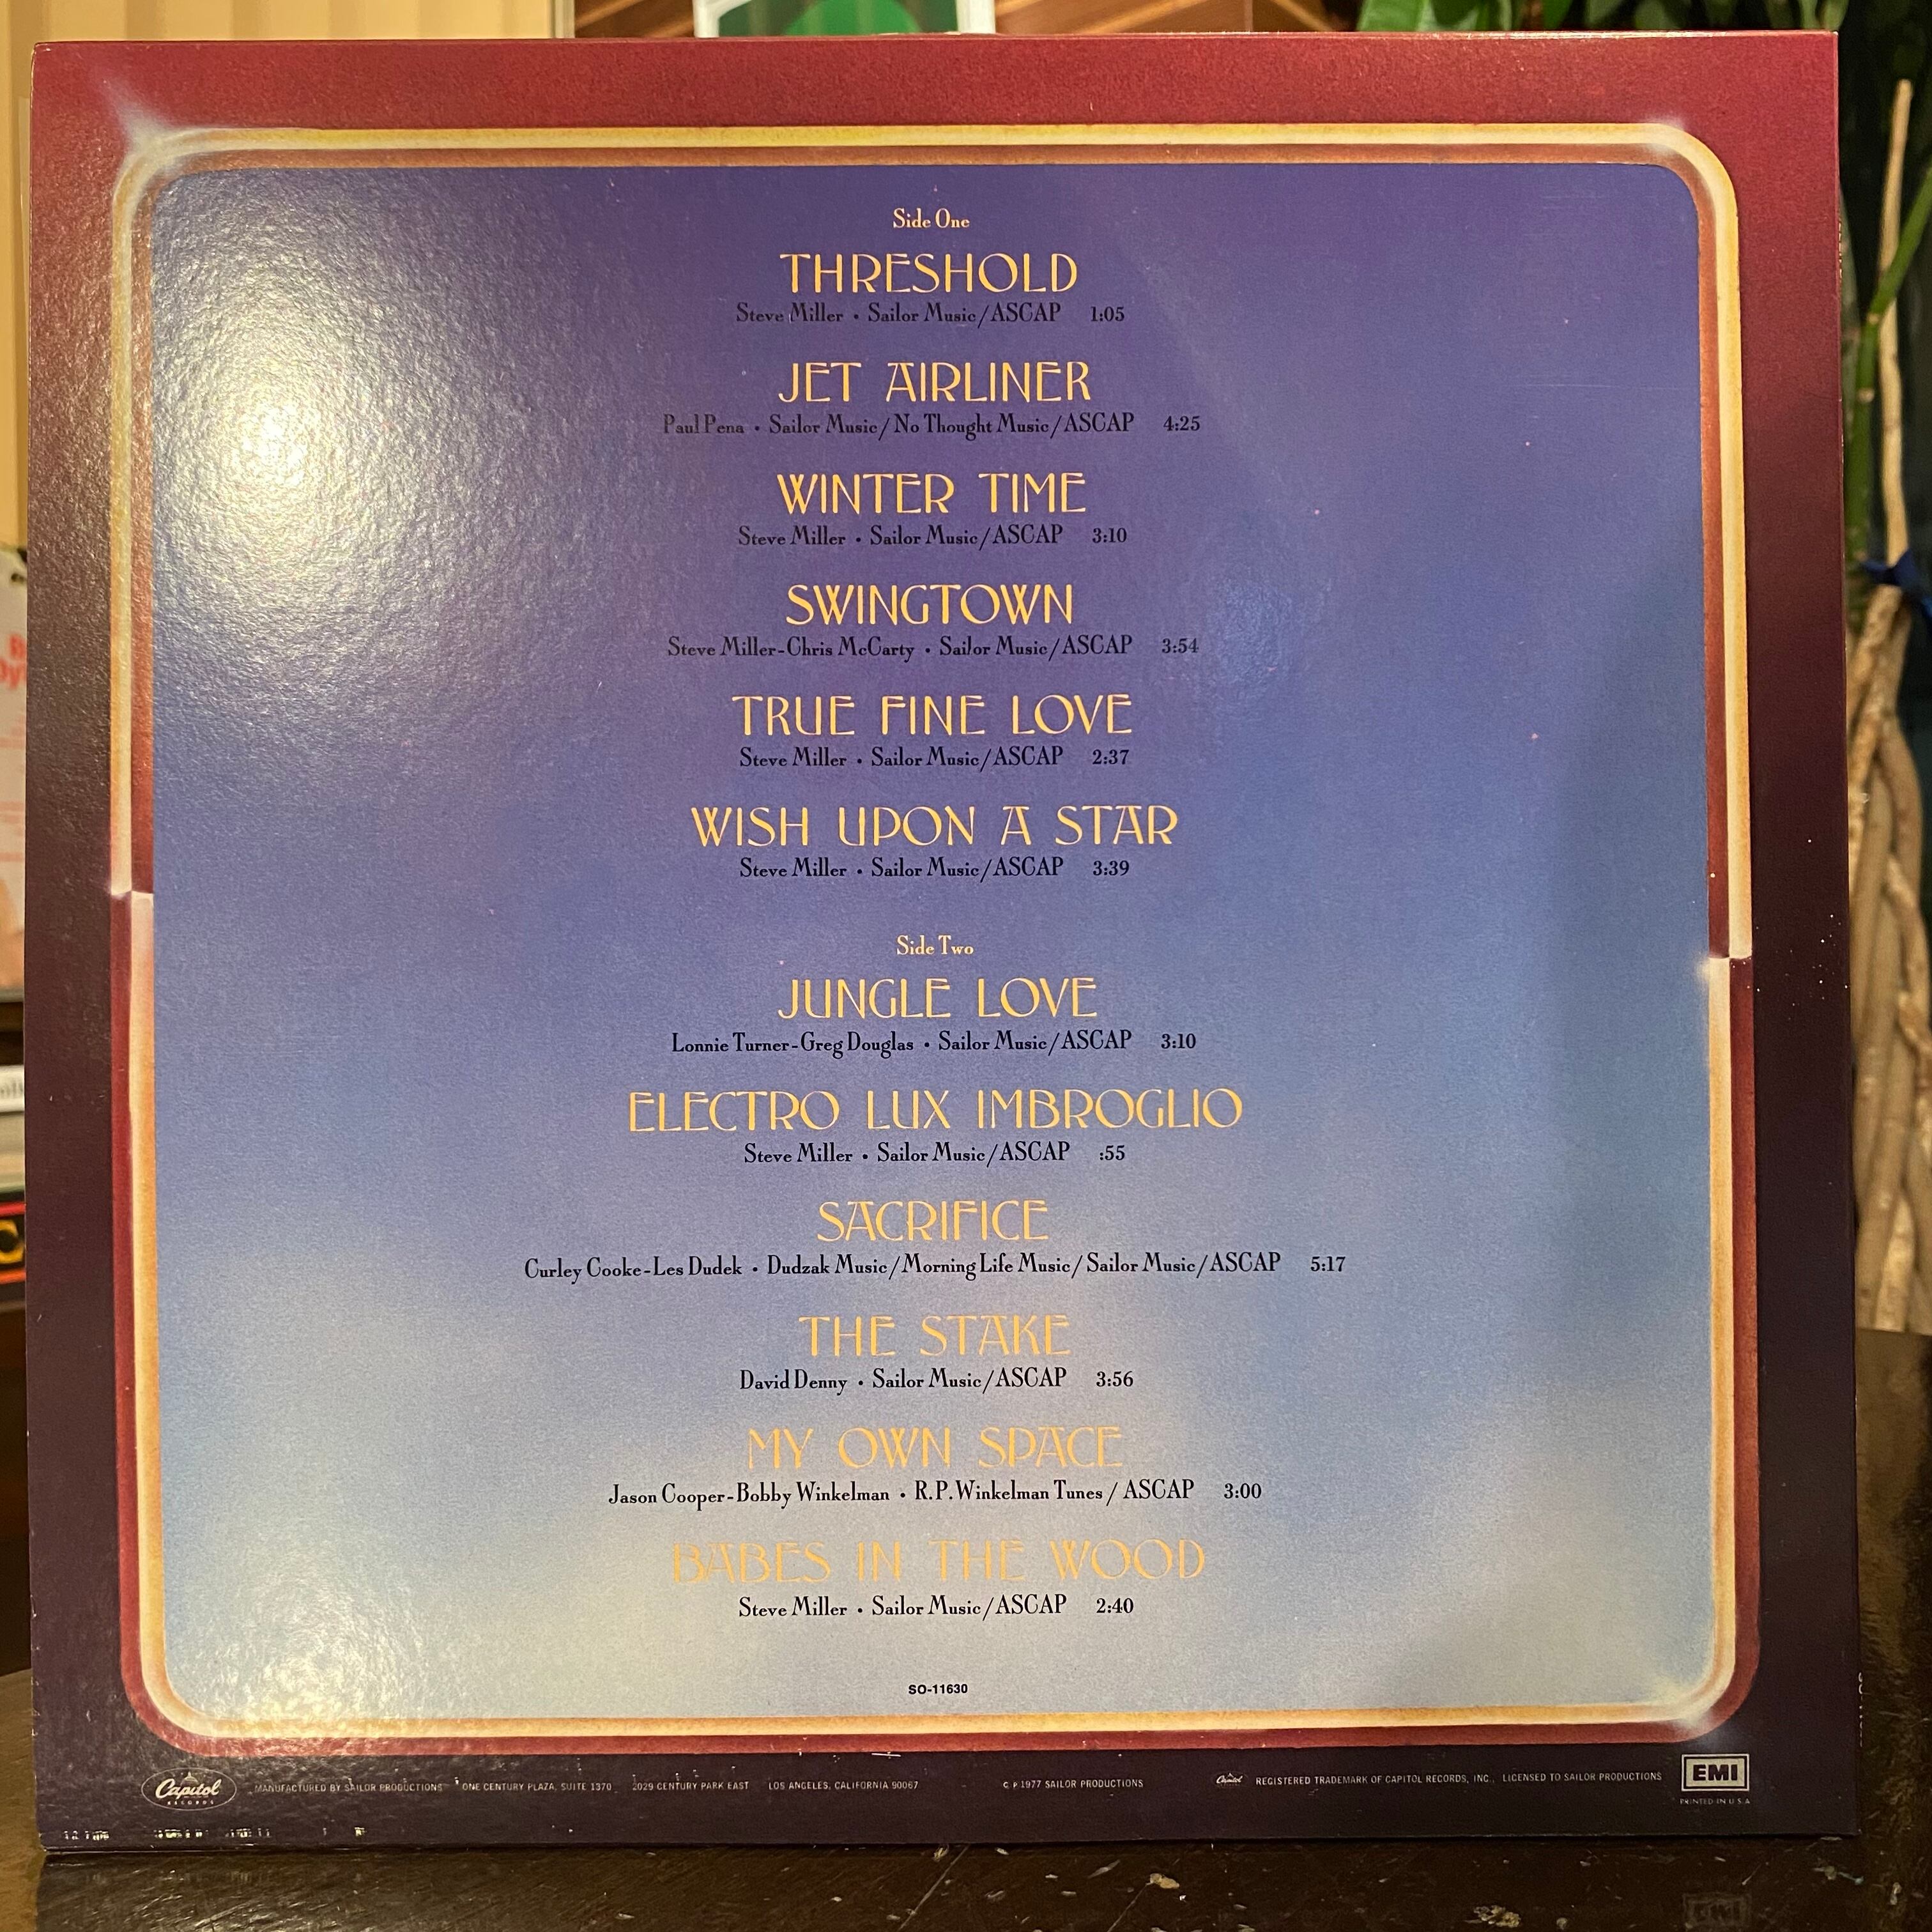 Side One
THRESHOLD
Steve Miller • Sailor Music/ASCAP 1:05
JET AIRLINER
Paul Pena • Sailor Music/No Thought Music/ASCAP 4:25
WINTER TIME
Steve Miller • Sailor Music/ASCAP 3:10
SWINGTOWN
Steve Miller-Chris McCarty • Sailor Music/ASCAP 3:54
TRUE FINE LOVE
Steve Miller • Sailor Music/ASCAP 2:37
WISH UPON A STAR
Steve Miller • Sailor Music/ASCAP 3:39
Side Two
JUNGLE LOVE
Lonnie Turner-Greg Douglas • Sailor Music/ASCAP 3:10
ELECTRO LUX IMBROGLIO
Steve Miller • Sailor Music/ASCAP :55
SACRIFICE
Curley Cooke-Les Dudek • Dudzak Music/Morning Life Music/Sailor Music/ASCAP 5:17
THE STAKE
David Denny • Sailor Music/ASCAP 3:56
MY OWN SPACE
Jason Cooper-Bobby Winkelman • R.P. Winkelman Tunes / ASCAP 3:00
BABES IN THE WOOD
Steve Miller • Sailor Music/ASCAP 2:40
SO-11630
Capitol RECORDS MANUFACTURED BY SAILOR PRODUCTIONS ONE CENTURY PLAZA, SUITE 1370 2029 CENTURY PARK EAST LOS ANGELES, CALIFORNIA 90067 © ℗ 1977 SAILOR PRODUCTIONS Capitol REGISTERED TRADEMARK OF CAPITOL RECORDS, INC., LICENSED TO SAILOR PRODUCTIONS EMI
PRINTED IN U.S.A.